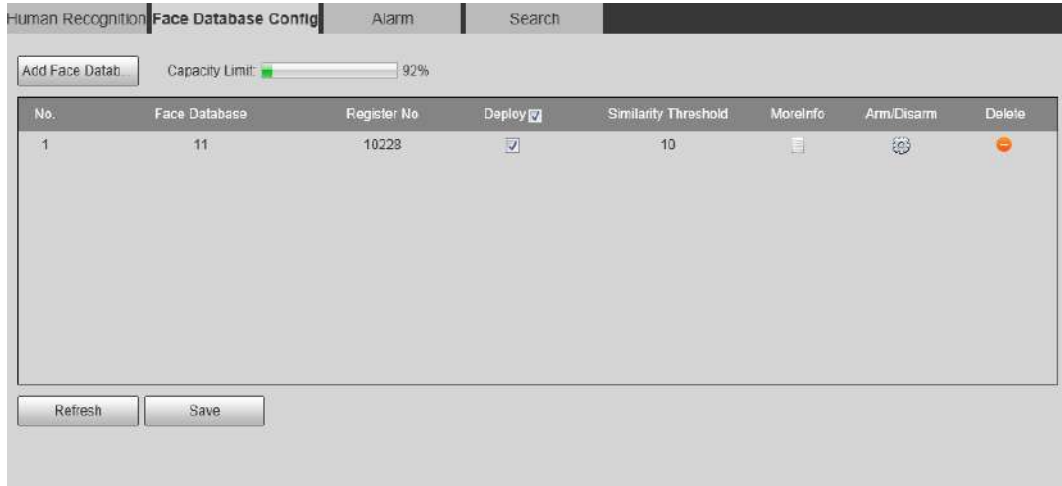 Human Recognition Face Database Config Alarm Search
Add Face Datab... Capacity Limit: 92%
No. Face Database Register No Deploy Similarity Threshold MoreInfo Arm/Disarm Delete
1 11 10228 10
Refresh Save